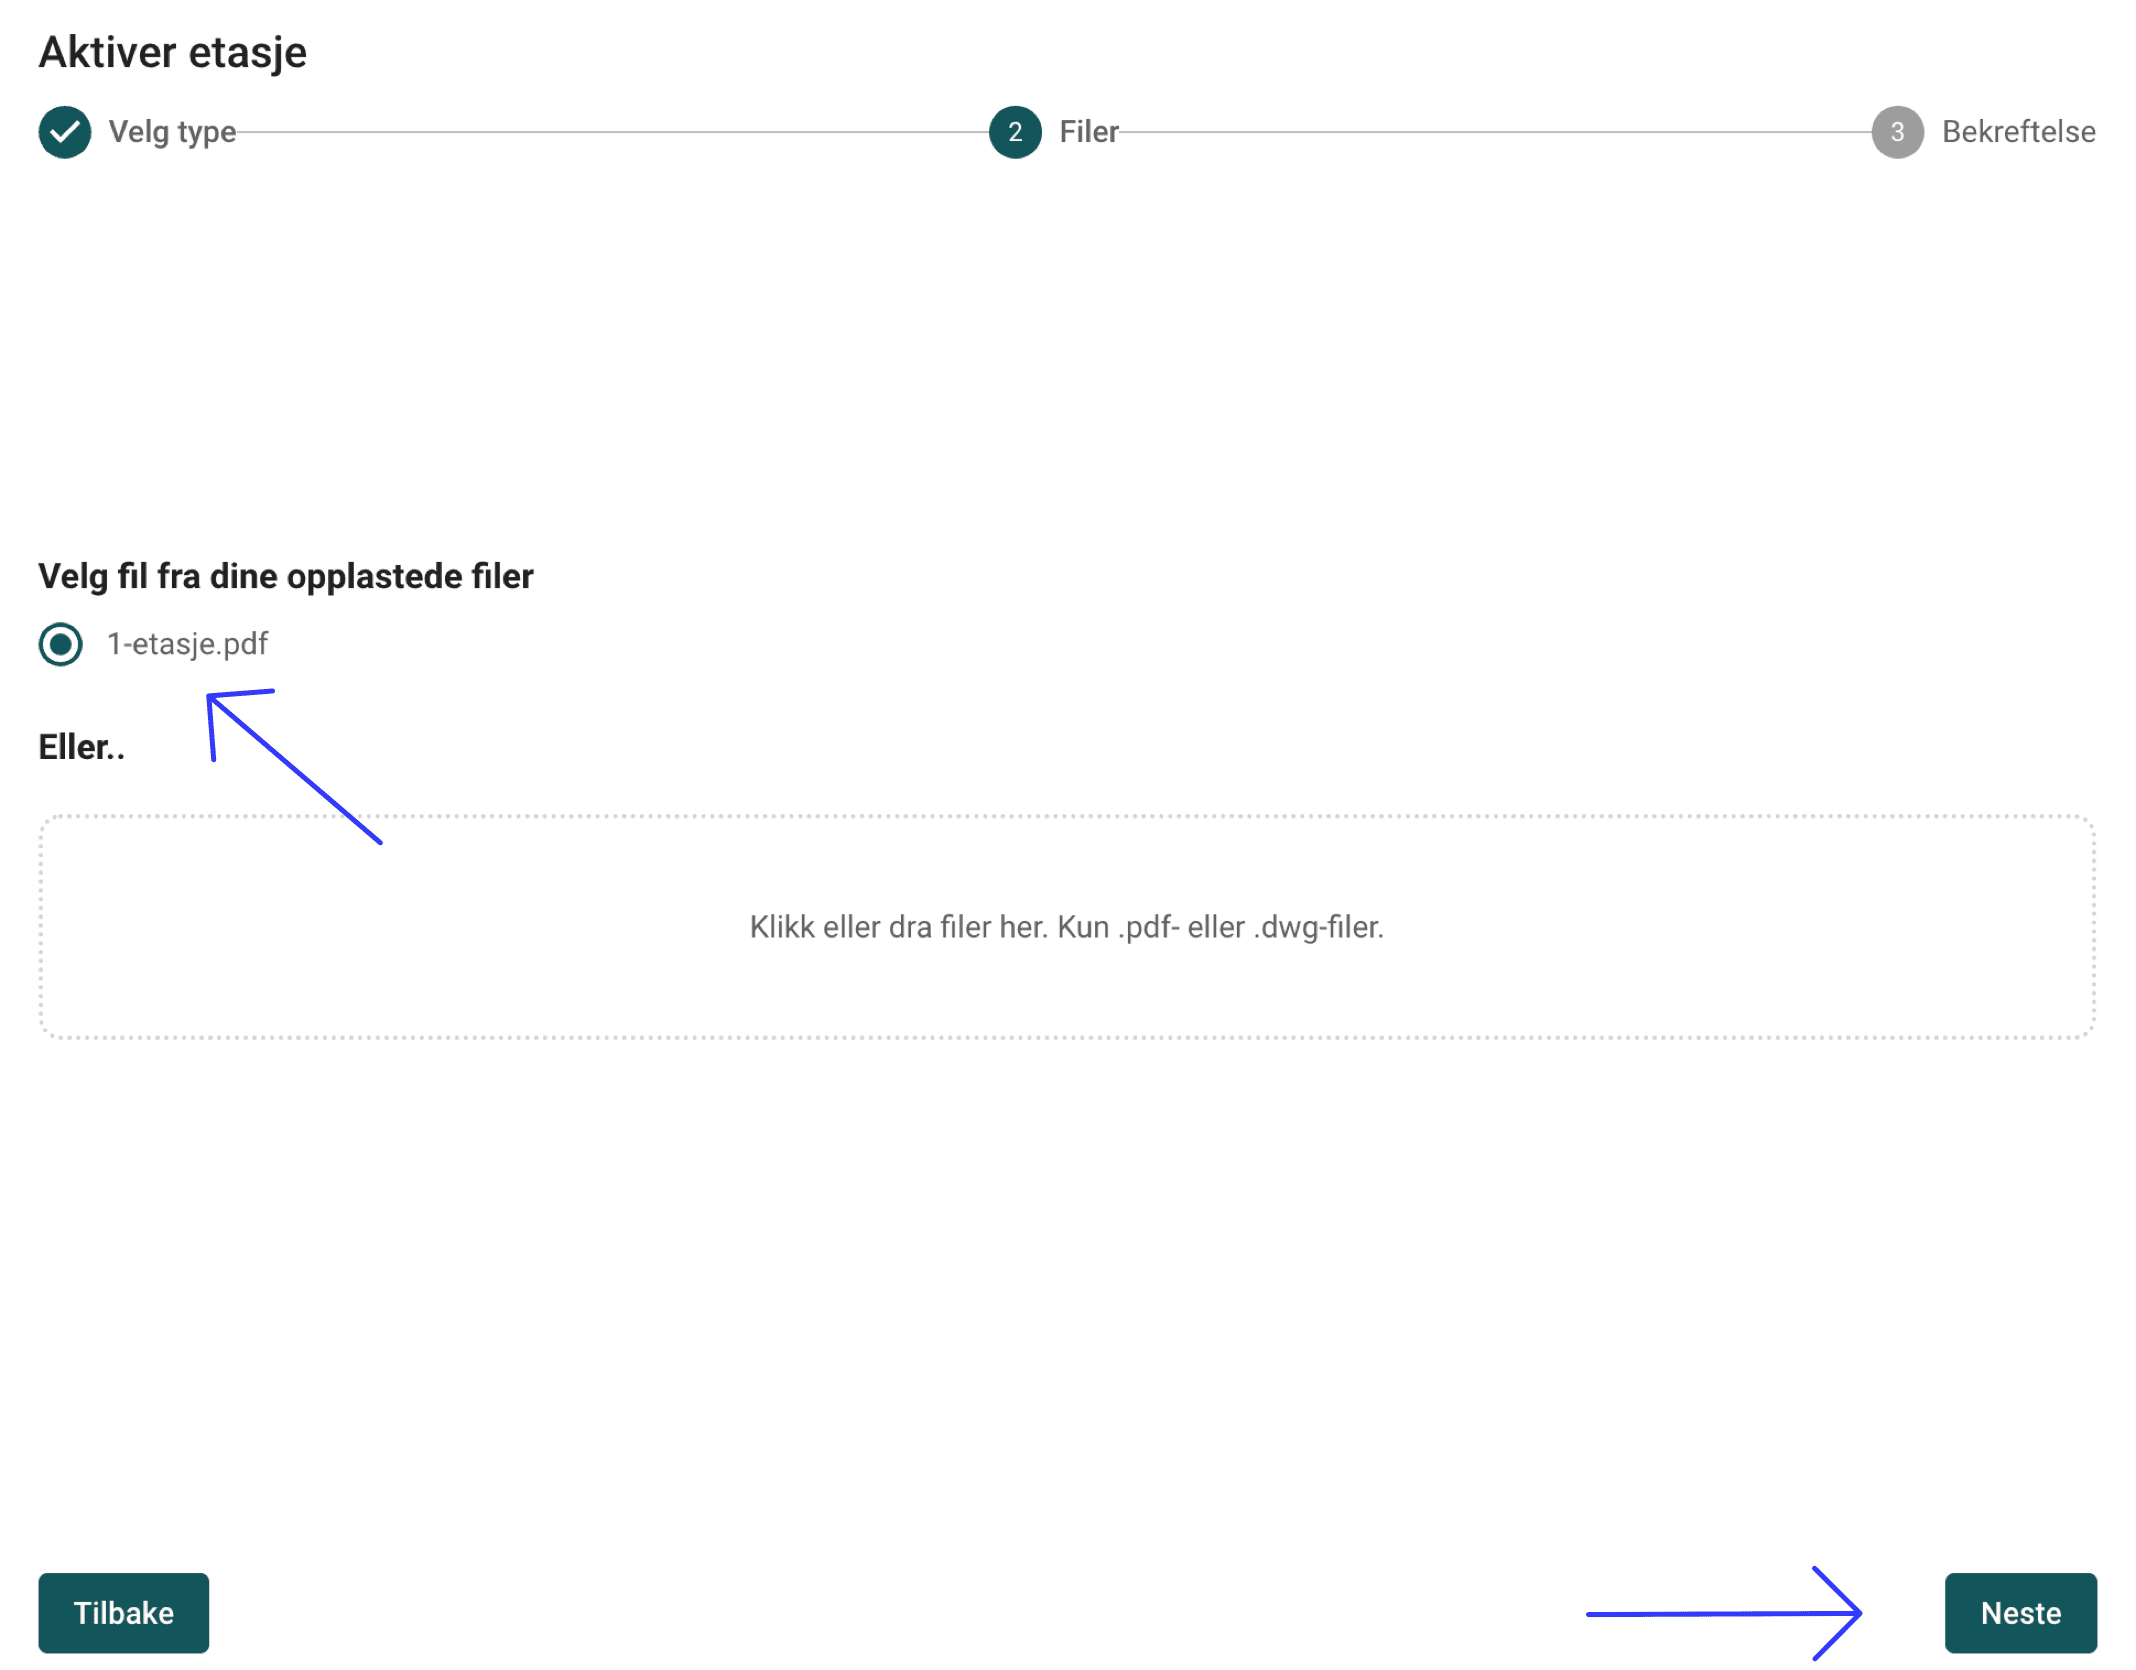 Aktiver etasje
Velg type
2 Filer
3 Bekreftelse
Velg fil fra dine opplastede filer
1-etasje.pdf
Eller..
Klikk eller dra filer her. Kun .pdf- eller .dwg-filer.
Tilbake
Neste